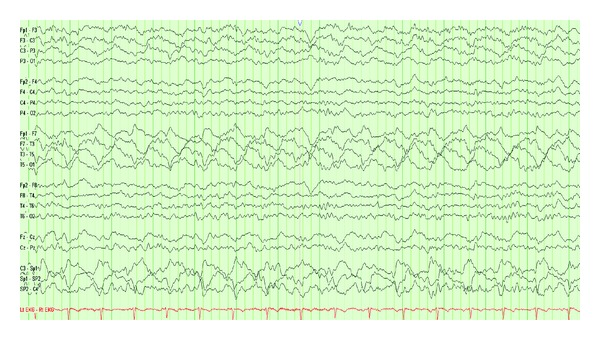 Fp1 - F3
F3 - C3
C3 - P3
P3 - O1
Fp2 - F4
F4 - C4
C4 - P4
P4 - O2
Fp1 - F7
F7 - T3
T3 - T5
T5 - O1
Fp2 - F8
F8 - T4
T4 - T6
T6 - O2
Fz - Cz
Cz - Pz
C3 - Sp1
Sp1 - SP2
SP2 - C4
Lt EKG - Rt EKG